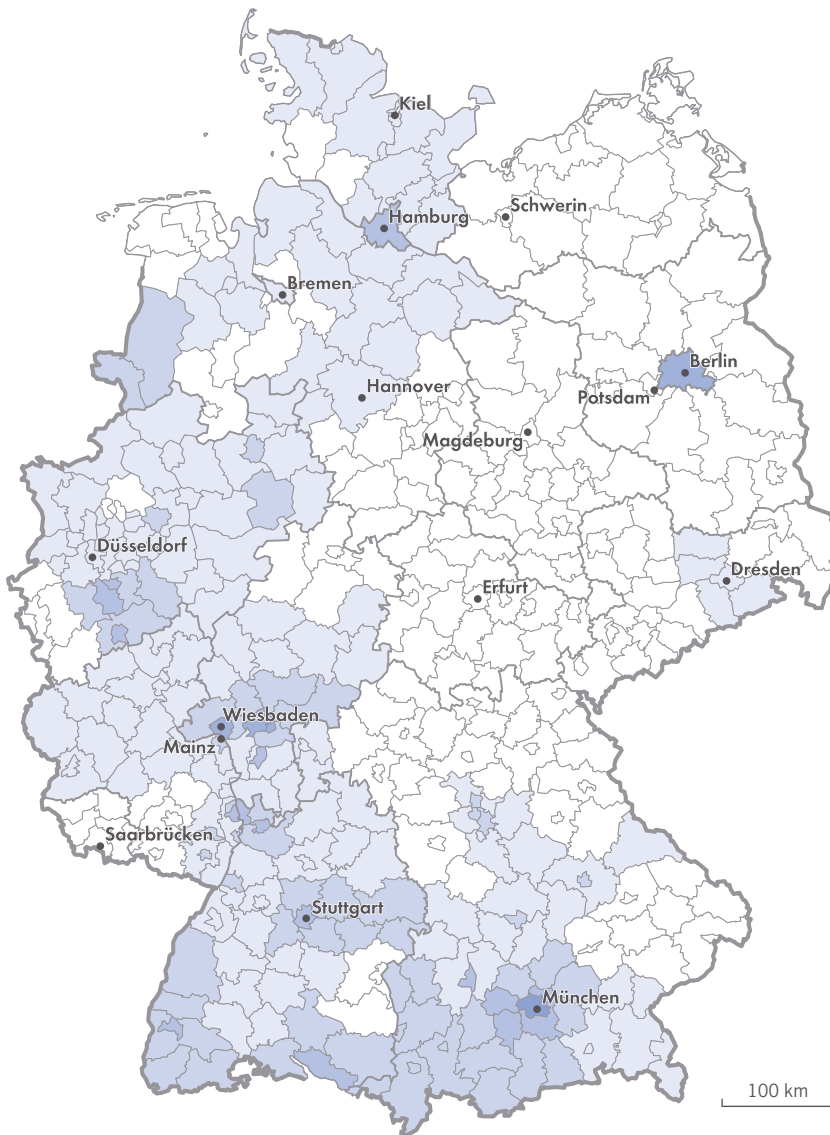 Kiel
Schwerin
Hamburg
Bremen
Berlin
Hannover
Potsdam
Magdeburg
Düsseldorf
Dresden
Erfurt
Wiesbaden
Mainz
Saarbrücken
Stuttgart
München
100 km